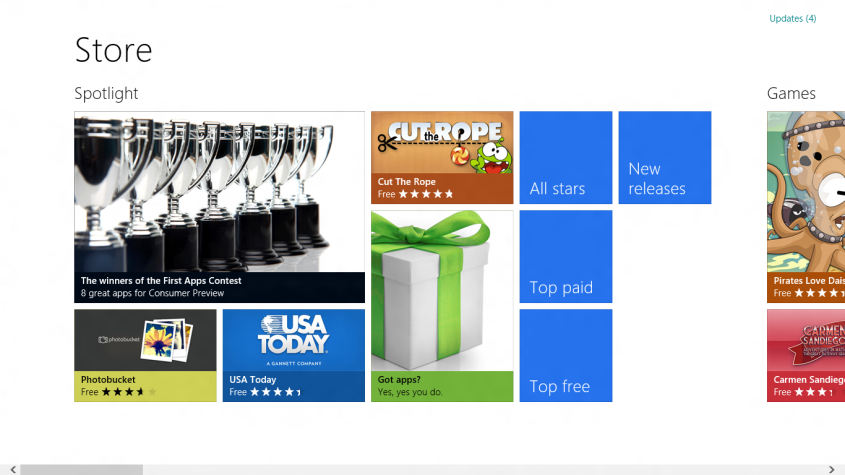 Updates (4)
Store
Spotlight
Games
The winners of the First Apps Contest
8 great apps for Consumer Preview
CUT the ROPE
Cut The Rope
Free
All stars
New
releases
photobucket
Photobucket
Free
USA
TODAY
A GANNETT COMPANY
USA Today
Free
Got apps?
Yes, yes you do.
Top paid
Top free
Pirates Love Dais
Free
CARMEN
SANDIEGO
Carmen Sandieg
Free